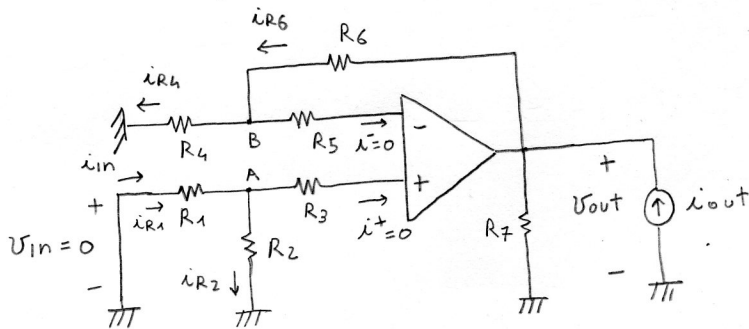 iR6
R6
iR4
R4
B
R5
i⁻=0
-
iin
A
+
iR1
R1
R3
i⁺=0
+
vin = 0
R2
R7
+
vout
iout
-
iR2
-